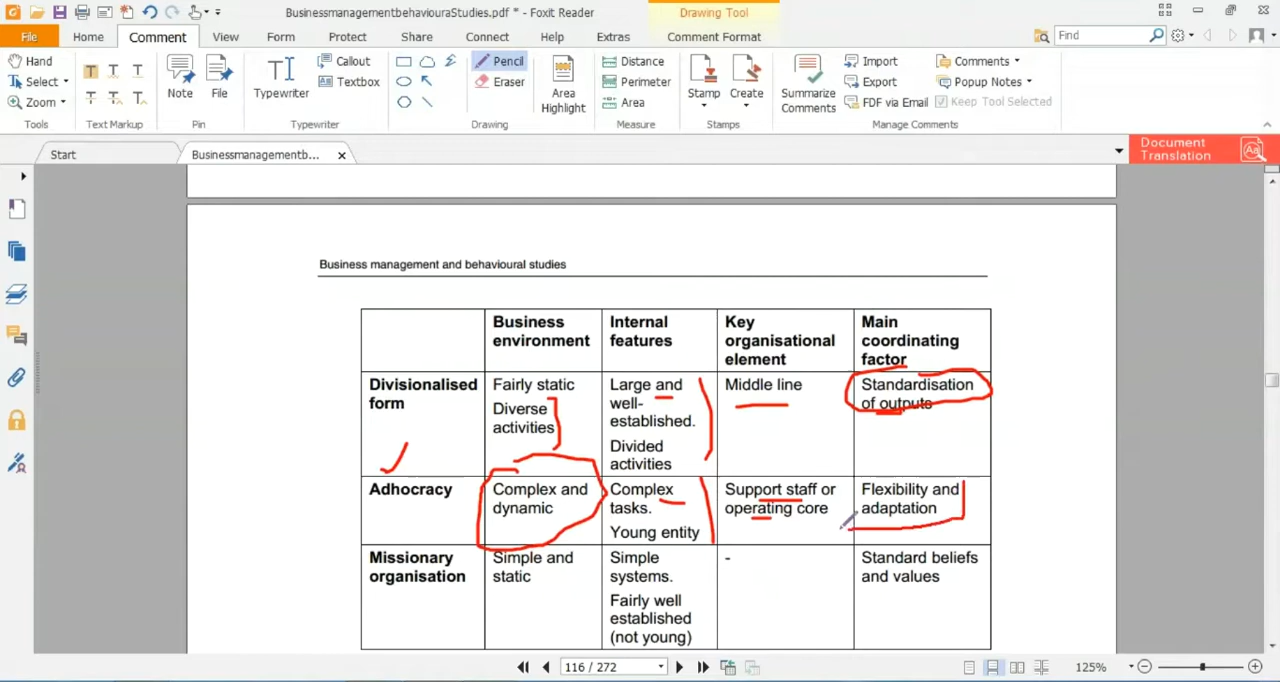 BusinessmanagementbehaviouraStudies.pdf * - Foxit Reader
Drawing Tool
File
Home
Comment
View
Form
Protect
Share
Connect
Help
Extras
Comment Format
Find
Hand
Select
Zoom
Tools
T T T
T T T
Text Markup
Note
File
Pin
Typewriter
Callout
Textbox
Typewriter
Pencil
Eraser
Drawing
Area
Highlight
Distance
Perimeter
Area
Measure
Stamp
Create
Stamps
Summarize
Comments
Import
Export
FDF via Email
Comments
Popup Notes
Keep Tool Selected
Manage Comments
Start
Businessmanagementb...
Document
Translation
Business management and behavioural studies
Business
environment
Internal
features
Key
organisational
element
Main
coordinating
factor
Divisionalised
form
Fairly static
Diverse
activities
Large and
well-
established.
Divided
activities
Middle line
Standardisation
of outputs
Adhocracy
Complex and
dynamic
Complex
tasks.
Young entity
Support staff or
operating core
Flexibility and
adaptation
Missionary
organisation
Simple and
static
Simple
systems.
Fairly well
established
(not young)
-
Standard beliefs
and values
116 / 272
125%